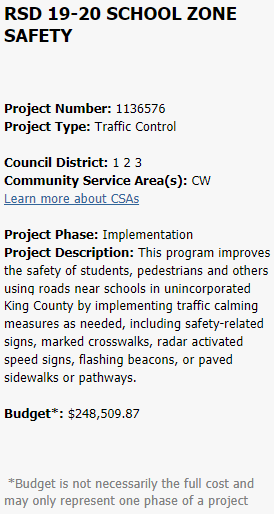 RSD 19-20 SCHOOL ZONE
SAFETY
Project Number: 1136576
Project Type: Traffic Control
Council District: 1 2 3
Community Service Area(s): CW
Learn more about CSAs
Project Phase: Implementation
Project Description: This program improves
the safety of students, pedestrians and others
using roads near schools in unincorporated
King County by implementing traffic calming
measures as needed, including safety-related
signs, marked crosswalks, radar activated
speed signs, flashing beacons, or paved
sidewalks or pathways.
Budget*: $248,509.87
*Budget is not necessarily the full cost and
may only represent one phase of a project